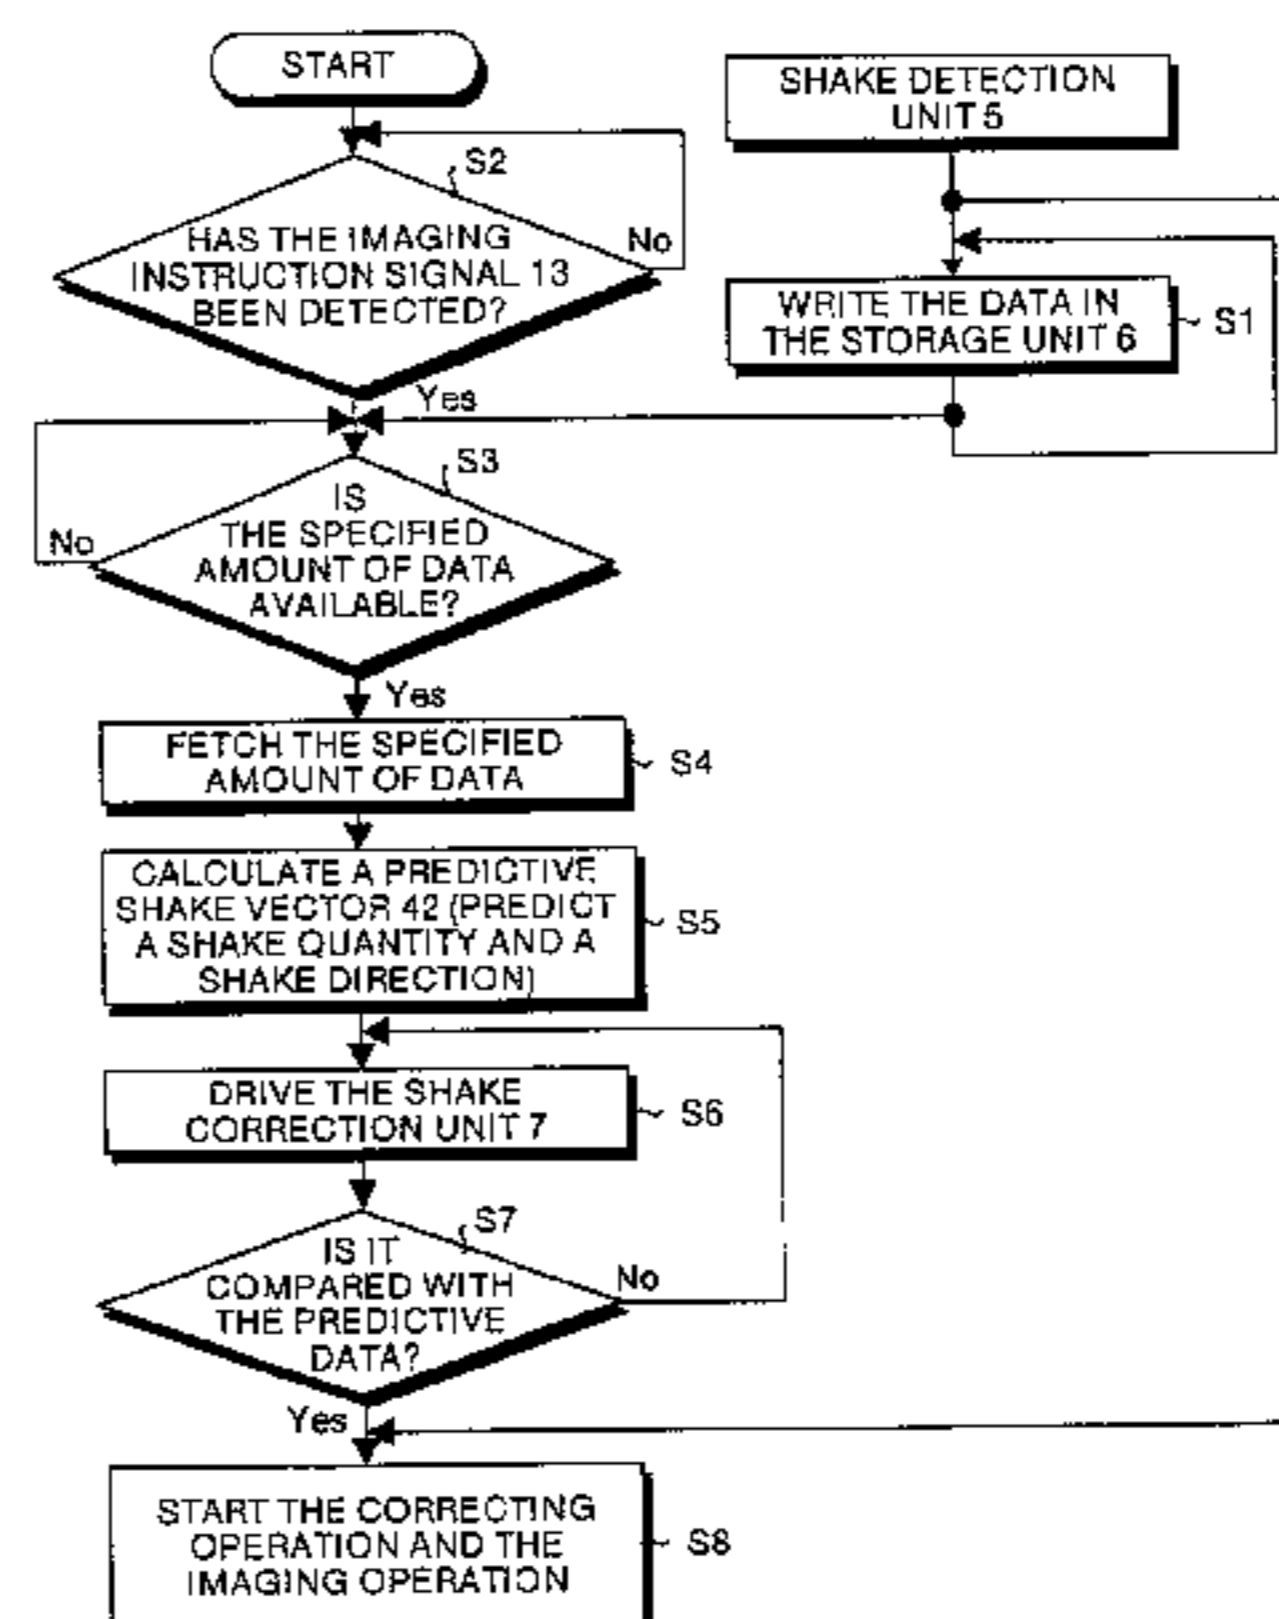 START
SHAKE DETECTION
UNIT 5
S2
HAS THE IMAGING
INSTRUCTION SIGNAL 13
BEEN DETECTED?
No
WRITE THE DATA IN
THE STORAGE UNIT 6
S1
Yes
S3
IS
THE SPECIFIED
AMOUNT OF DATA
AVAILABLE?
No
Yes
FETCH THE SPECIFIED
AMOUNT OF DATA
S4
CALCULATE A PREDICTIVE
SHAKE VECTOR 42 (PREDICT
A SHAKE QUANTITY AND A
SHAKE DIRECTION)
S5
DRIVE THE SHAKE
CORRECTION UNIT 7
S6
S7
IS IT
COMPARED WITH
THE PREDICTIVE
DATA?
No
Yes
START THE CORRECTING
OPERATION AND THE
IMAGING OPERATION
S8